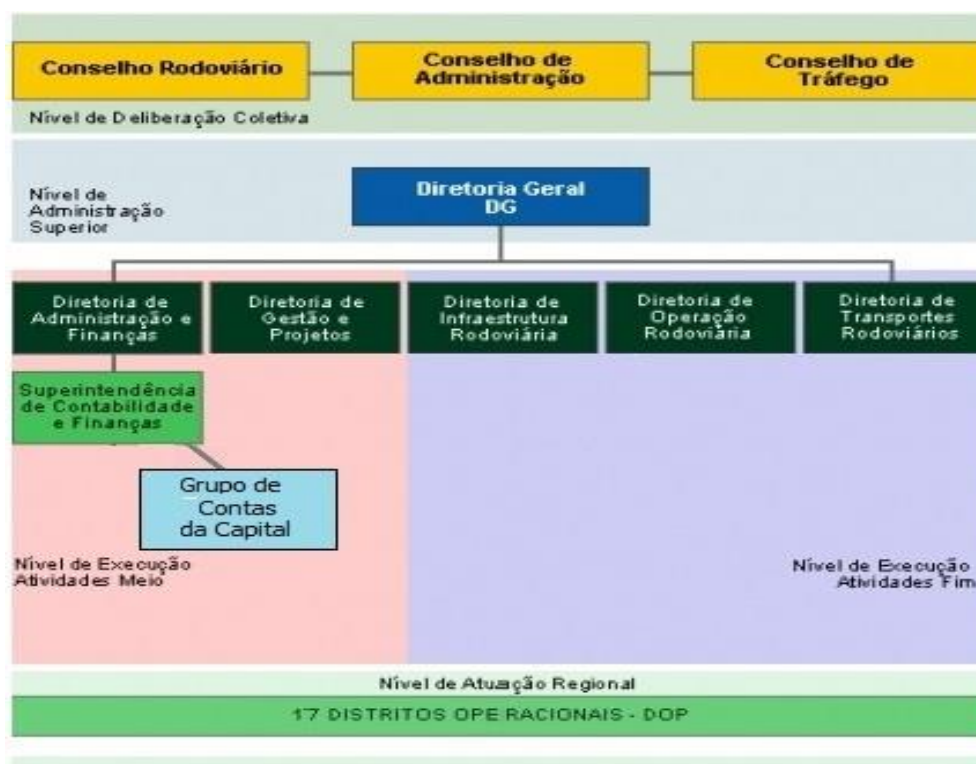 Conselho Rodoviário
Conselho de
Administração
Conselho de
Tráfego
Nível de Deliberação Coletiva
Nível de
Administração
Superior
Diretoria Geral
DG
Diretoria de
Administração e
Finanças
Diretoria de
Gestão e
Projetos
Diretoria de
Infraestrutura
Rodoviária
Diretoria de
Operação
Rodoviária
Diretoria de
Transportes
Rodoviários
Superintendência
de Contabilidade
e Finanças
Grupo de
Contas
da Capital
Nível de Execução
Atividades Meio
Nível de Execução
Atividades Fim
Nível de Atuação Regional
17 DISTRITOS OPERACIONAIS - DOP